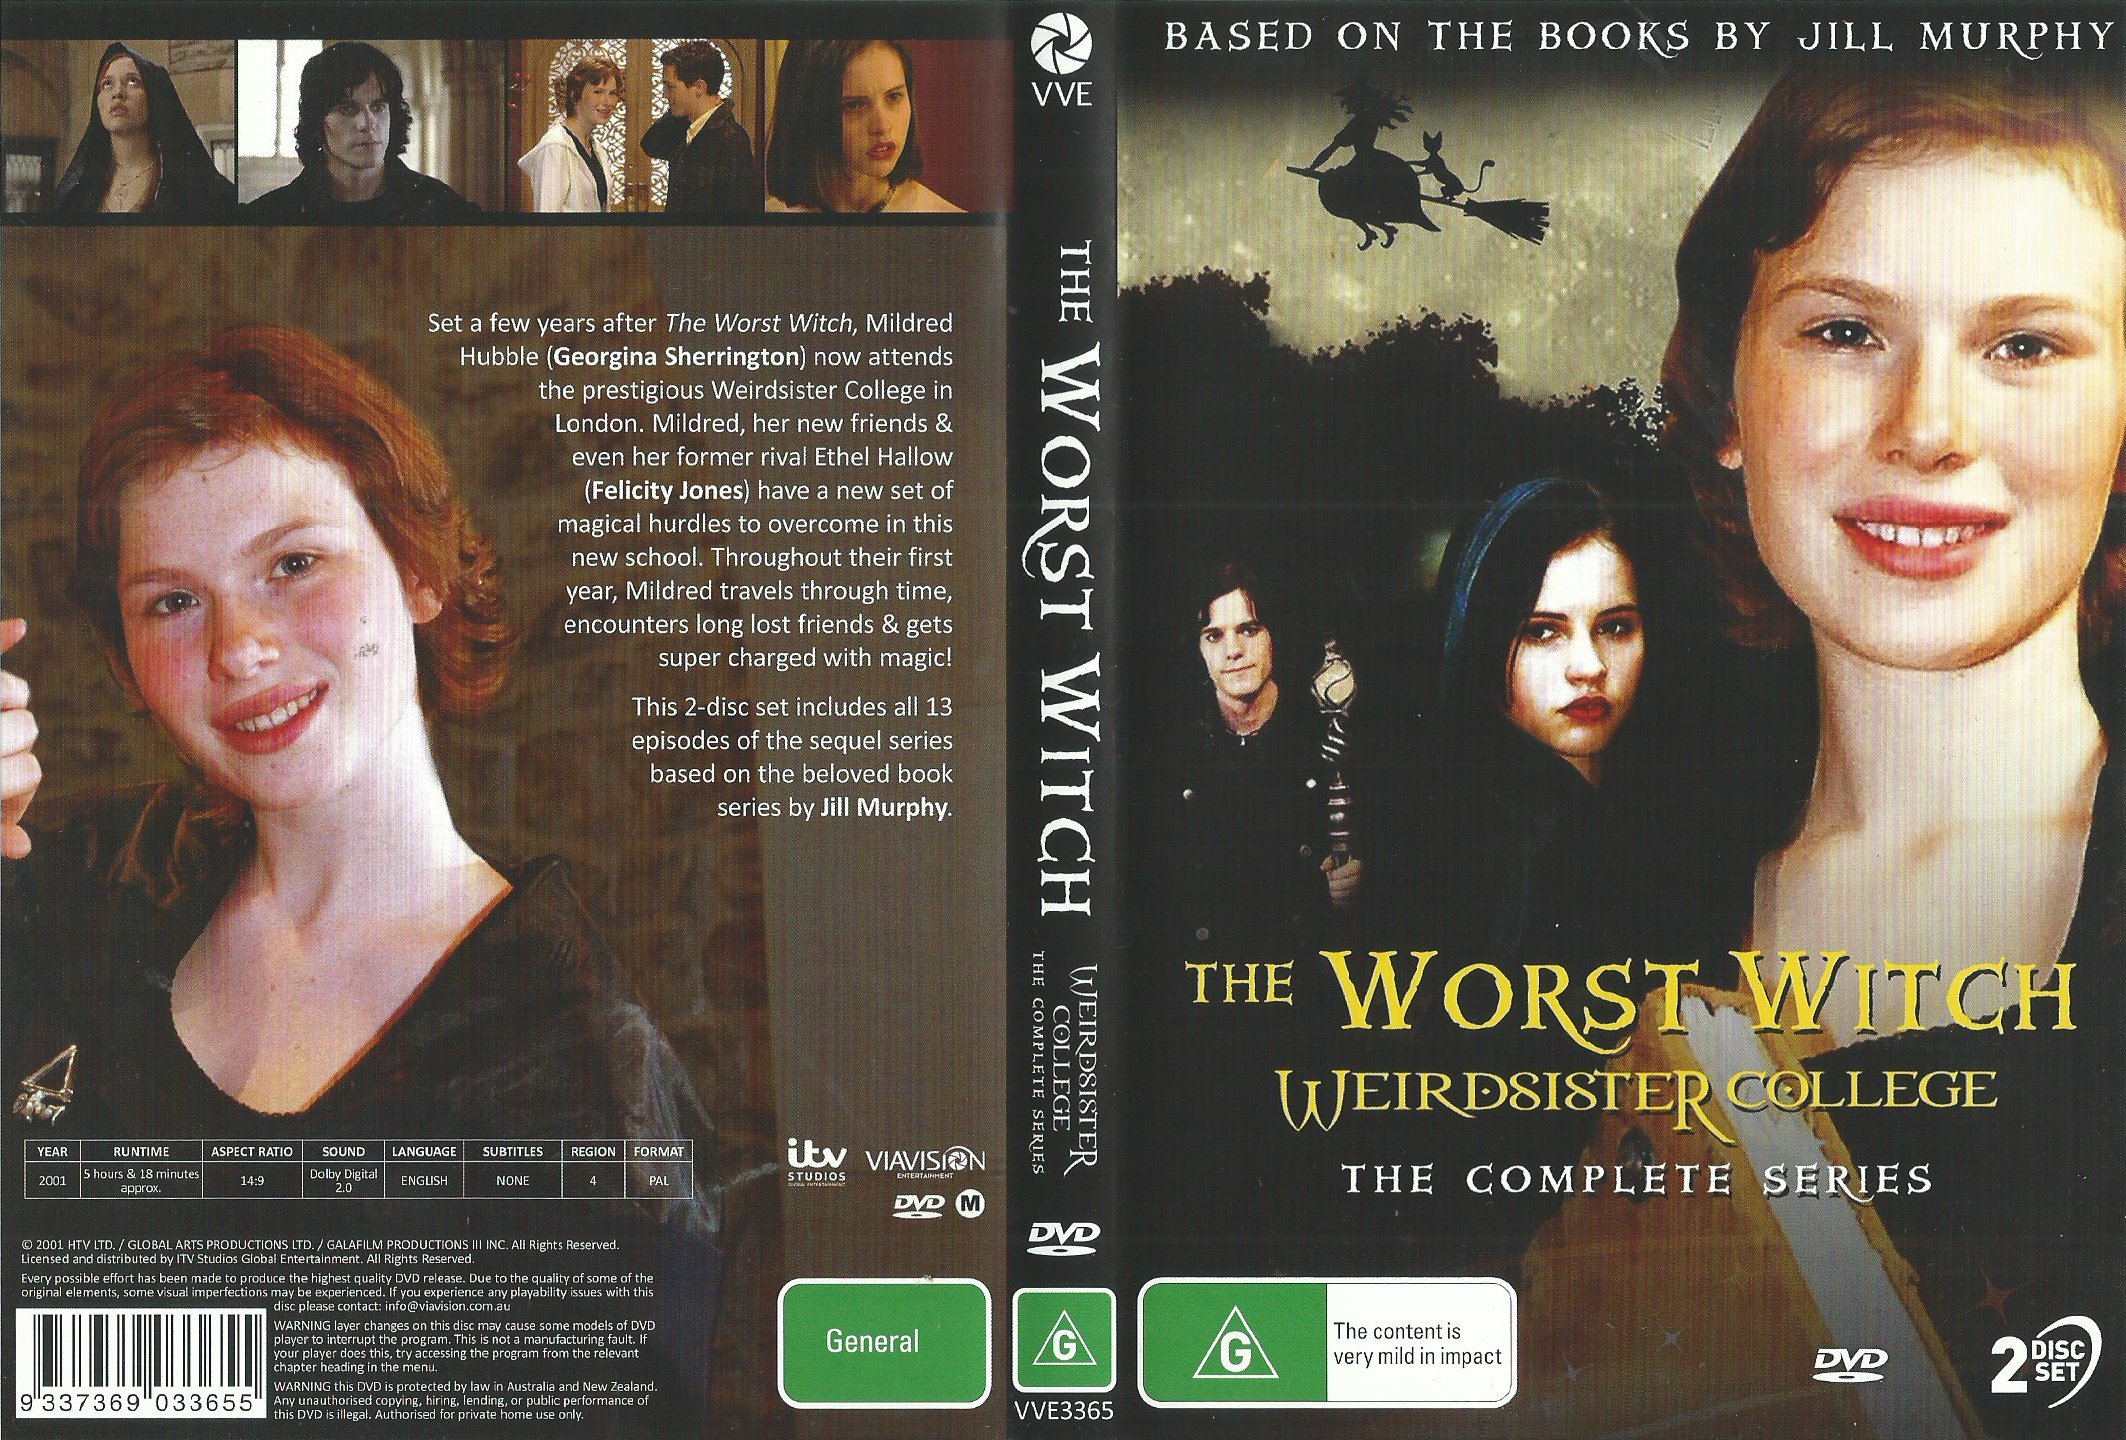 Set a few years after The Worst Witch, Mildred
Hubble (Georgina Sherrington) now attends
the prestigious Weirdsister College in
London. Mildred, her new friends &
even her former rival Ethel Hallow
(Felicity Jones) have a new set of
magical hurdles to overcome in this
new school. Throughout their first
year, Mildred travels through time,
encounters long lost friends & gets
super charged with magic!
This 2-disc set includes all 13
episodes of the sequel series
based on the beloved book
series by Jill Murphy.
YEAR RUNTIME ASPECT RATIO SOUND LANGUAGE SUBTITLES REGION FORMAT
2001 5 hours & 18 minutes approx. 14:9 Dolby Digital 2.0 ENGLISH NONE 4 PAL
itv STUDIOS GLOBAL ENTERTAINMENT
VIAVISION ENTERTAINMENT
DVD M
© 2001 HTV LTD. / GLOBAL ARTS PRODUCTIONS LTD. / GALAFILM PRODUCTIONS III INC. All Rights Reserved.
Licensed and distributed by ITV Studios Global Entertainment. All Rights Reserved.
Every possible effort has been made to produce the highest quality DVD release. Due to the quality of some of the
original elements, some visual imperfections may be experienced. If you experience any playability issues with this
disc please contact: info@viavision.com.au
WARNING layer changes on this disc may cause some models of DVD
player to interrupt the program. This is not a manufacturing fault. If
your player does this, try accessing the program from the relevant
chapter heading in the menu.
WARNING this DVD is protected by law in Australia and New Zealand.
Any unauthorised copying, hiring, lending, or public performance of
this DVD is illegal. Authorised for private home use only.
9 337369 033655
General
VVE
THE WORST WITCH
WEIRDSISTER
COLLEGE
THE COMPLETE SERIES
DVD
G
VVE3365
BASED ON THE BOOKS BY JILL MURPHY
THE WORST WITCH
WEIRDSISTER COLLEGE
THE COMPLETE SERIES
G
The content is
very mild in impact
DVD
2 DISC
SET